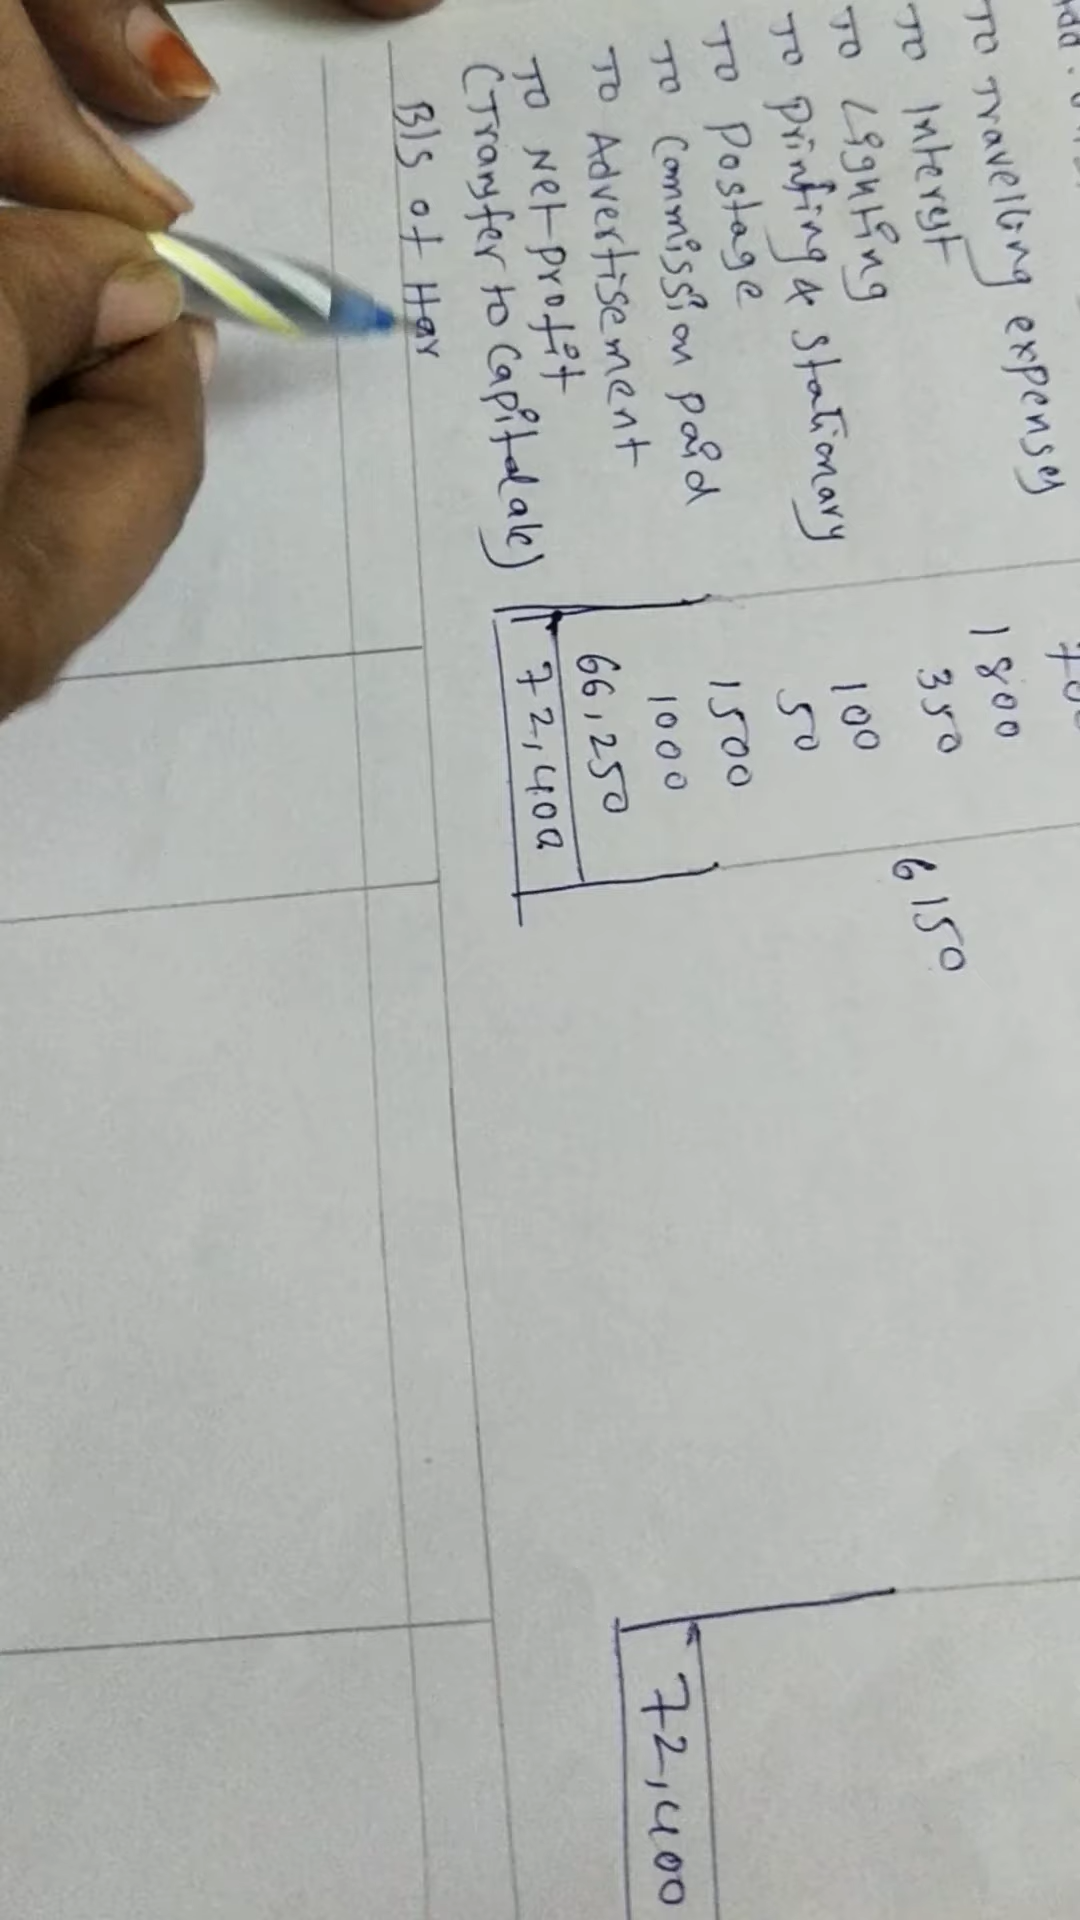 To Travelling expenses 1800
To Interest 350
To Lighting 100
To printing & stationary 50
To Postage 1500
To Commission paid 1000
To Advertisement
To Net profit 66,250
(Transfer to Capital a/c)
72,400
6150
72,400
B/s of Har